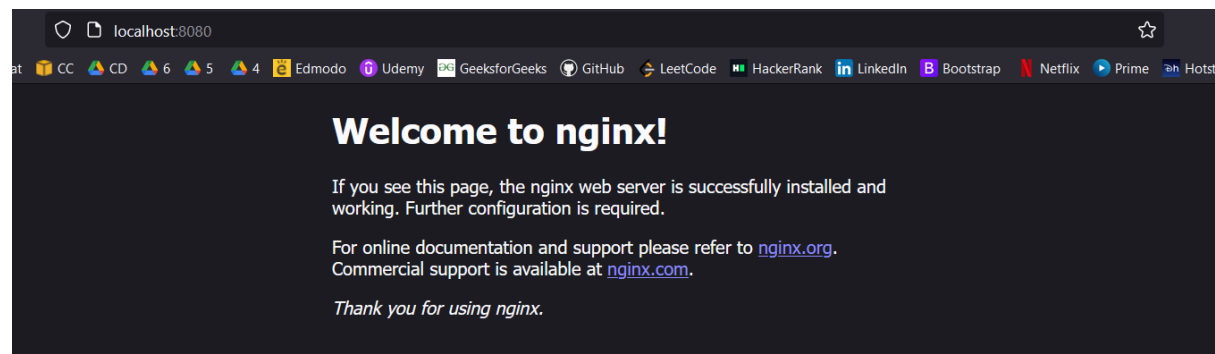 localhost:8080
at CC CD 6 5 4 Edmodo Udemy GeeksforGeeks GitHub LeetCode HackerRank LinkedIn Bootstrap Netflix Prime Hotst
Welcome to nginx!
If you see this page, the nginx web server is successfully installed and
working. Further configuration is required.
For online documentation and support please refer to nginx.org.
Commercial support is available at nginx.com.
Thank you for using nginx.